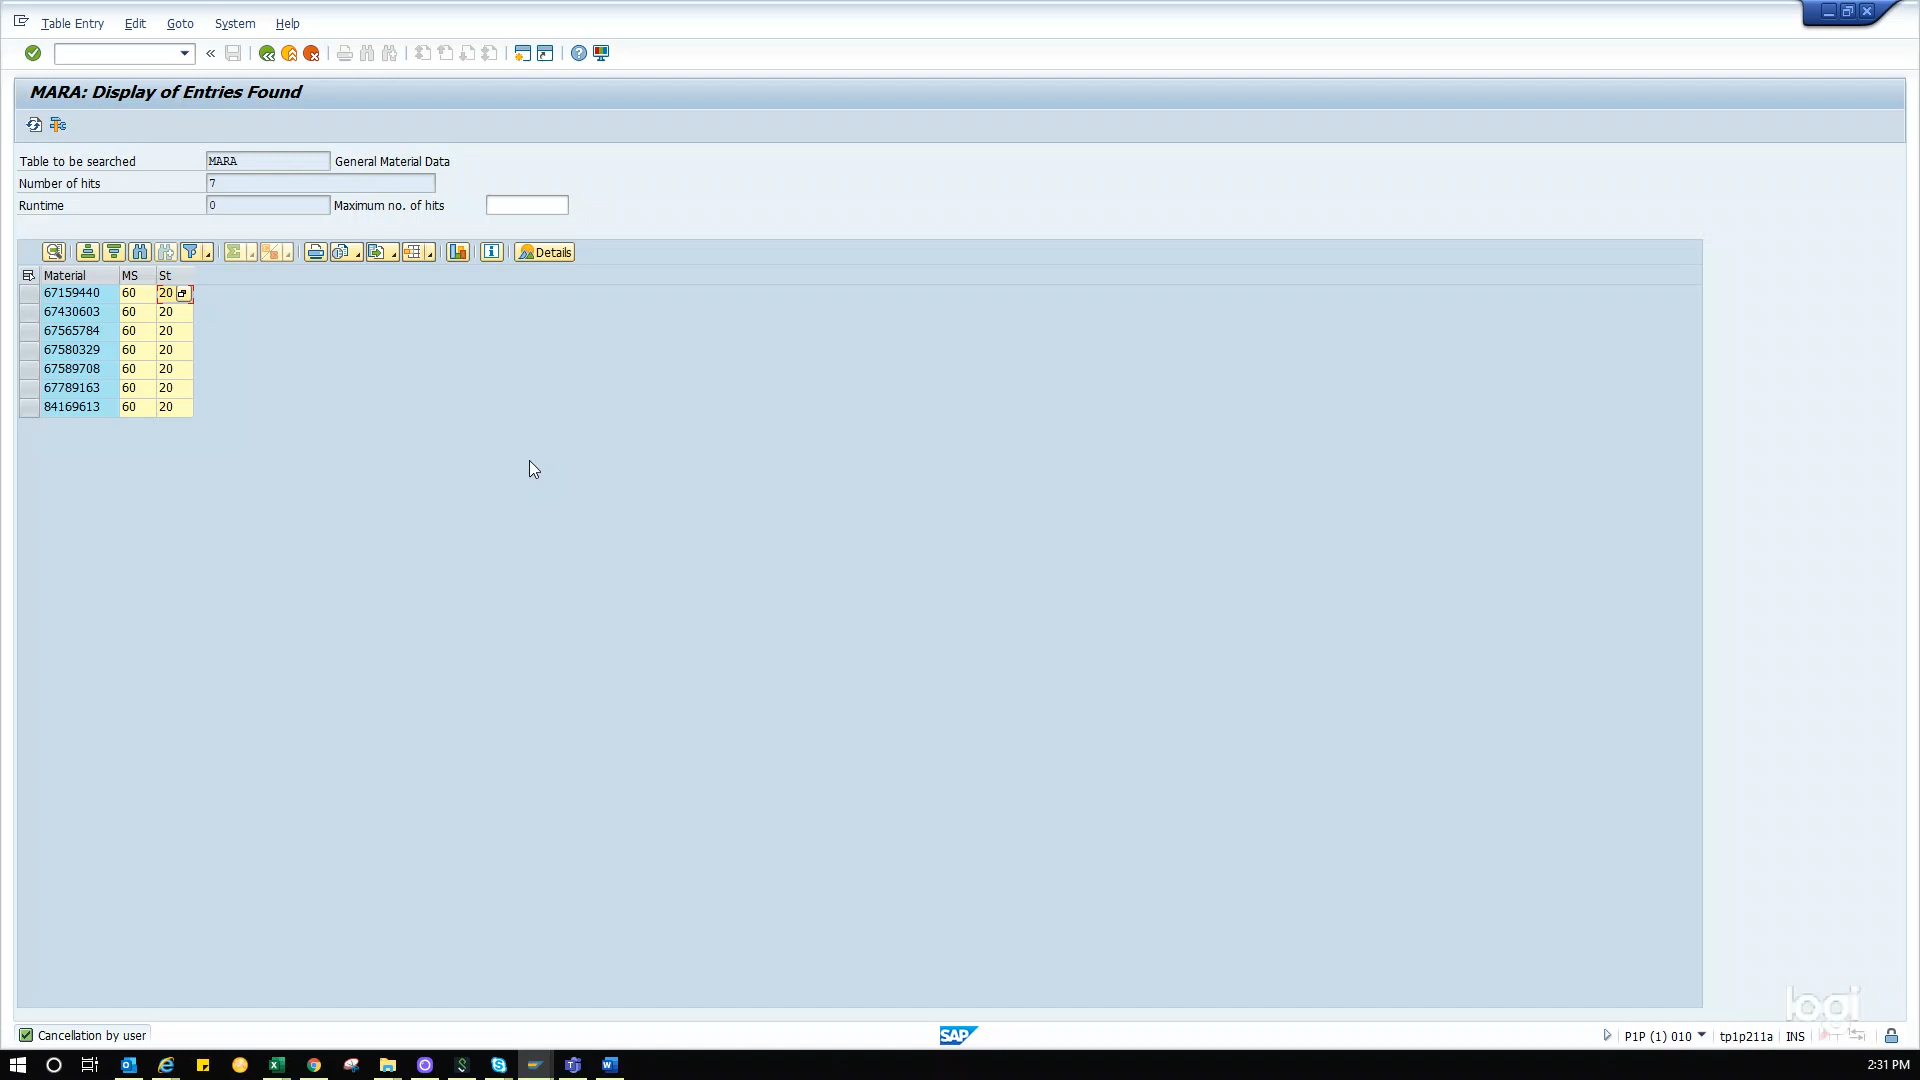 Table Entry Edit Goto System Help
MARA: Display of Entries Found
Table to be searched MARA General Material Data
Number of hits 7
Runtime 0 Maximum no. of hits
Details
Material MS St
67159440 60 20
67430603 60 20
67565784 60 20
67580329 60 20
67589708 60 20
67789163 60 20
84169613 60 20
logi
Cancellation by user SAP P1P (1) 010 tp1p211a INS
2:31 PM